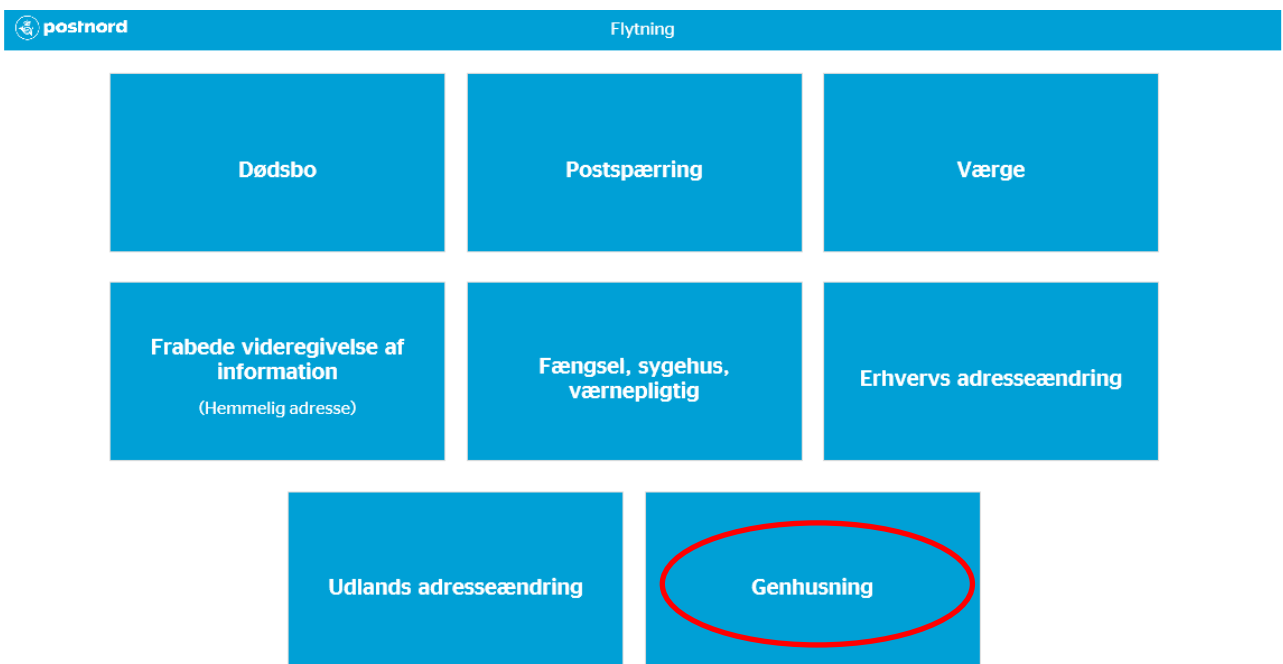 postnord
Flytning
Dødsbo
Postspærring
Værge
Frabede videregivelse af
information
(Hemmelig adresse)
Fængsel, sygehus,
værnepligtig
Erhvervs adresseændring
Udlands adresseændring
Genhusning